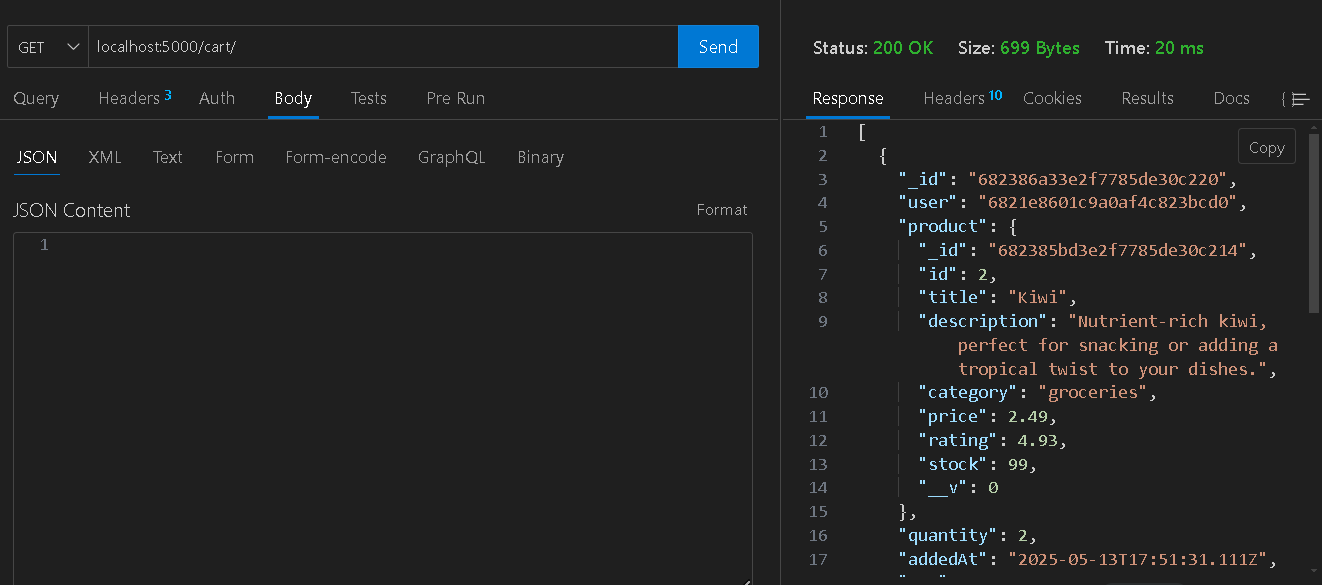 GET
localhost:5000/cart/
Send
Query Headers 3 Auth Body Tests Pre Run
JSON XML Text Form Form-encode GraphQL Binary
JSON Content Format
1
Status: 200 OK Size: 699 Bytes Time: 20 ms
Response Headers 10 Cookies Results Docs {
Copy
1 [
2 {
3 "_id": "682386a33e2f7785de30c220",
4 "user": "6821e8601c9a0af4c823bcd0",
5 "product": {
6 "_id": "682385bd3e2f7785de30c214",
7 "id": 2,
8 "title": "Kiwi",
9 "description": "Nutrient-rich kiwi,
perfect for snacking or adding a
tropical twist to your dishes.",
10 "category": "groceries",
11 "price": 2.49,
12 "rating": 4.93,
13 "stock": 99,
14 "__v": 0
15 },
16 "quantity": 2,
17 "addedAt": "2025-05-13T17:51:31.111Z",